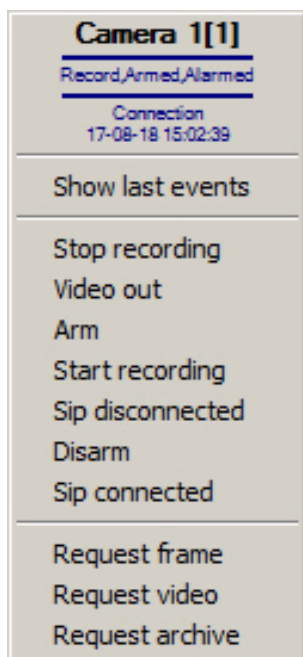 Camera 1[1]
Record,Armed,Alarmed
Connection
17-08-18 15:02:39
Show last events
Stop recording
Video out
Arm
Start recording
Sip disconnected
Disarm
Sip connected
Request frame
Request video
Request archive